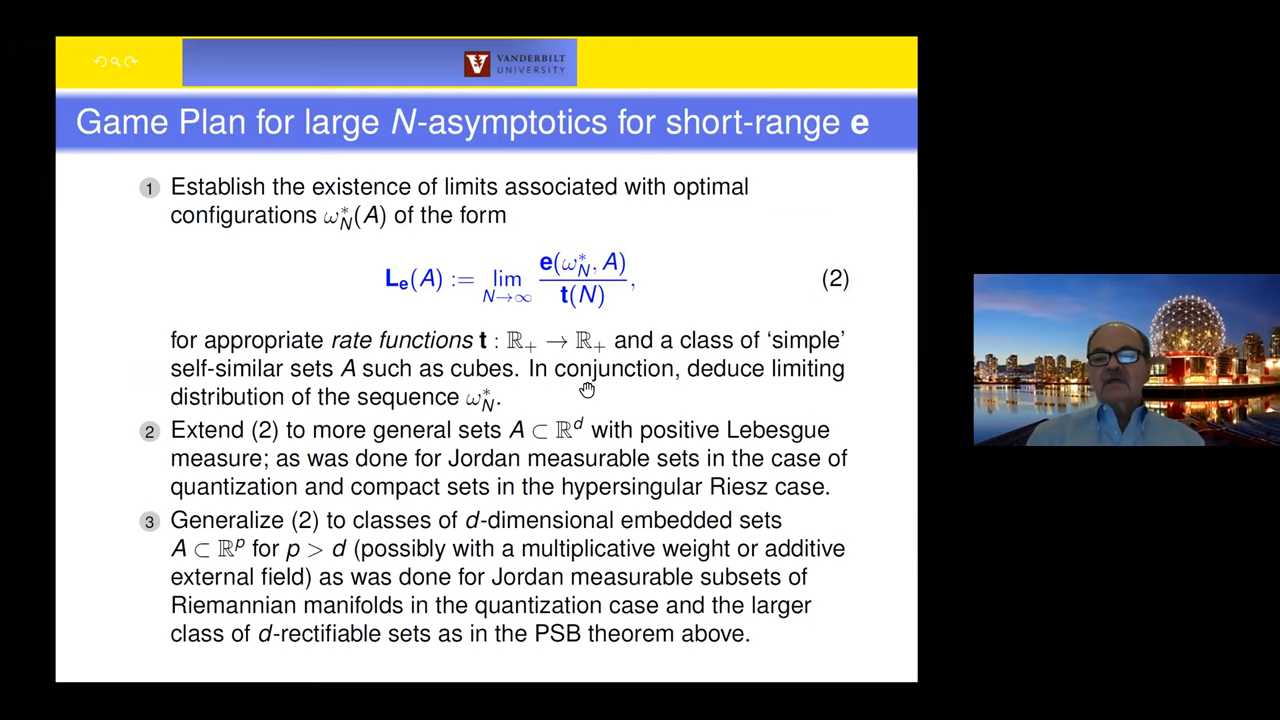 VANDERBILT
UNIVERSITY
Game Plan for large N-asymptotics for short-range e
1 Establish the existence of limits associated with optimal
configurations ω*_N(A) of the form
L_e(A) := lim_{N→∞} e(ω*_N, A) / t(N), (2)
for appropriate rate functions t : ℝ₊ → ℝ₊ and a class of ‘simple’
self-similar sets A such as cubes. In conjunction, deduce limiting
distribution of the sequence ω*_N.
2 Extend (2) to more general sets A ⊂ ℝ^d with positive Lebesgue
measure; as was done for Jordan measurable sets in the case of
quantization and compact sets in the hypersingular Riesz case.
3 Generalize (2) to classes of d-dimensional embedded sets
A ⊂ ℝ^p for p > d (possibly with a multiplicative weight or additive
external field) as was done for Jordan measurable subsets of
Riemannian manifolds in the quantization case and the larger
class of d-rectifiable sets as in the PSB theorem above.